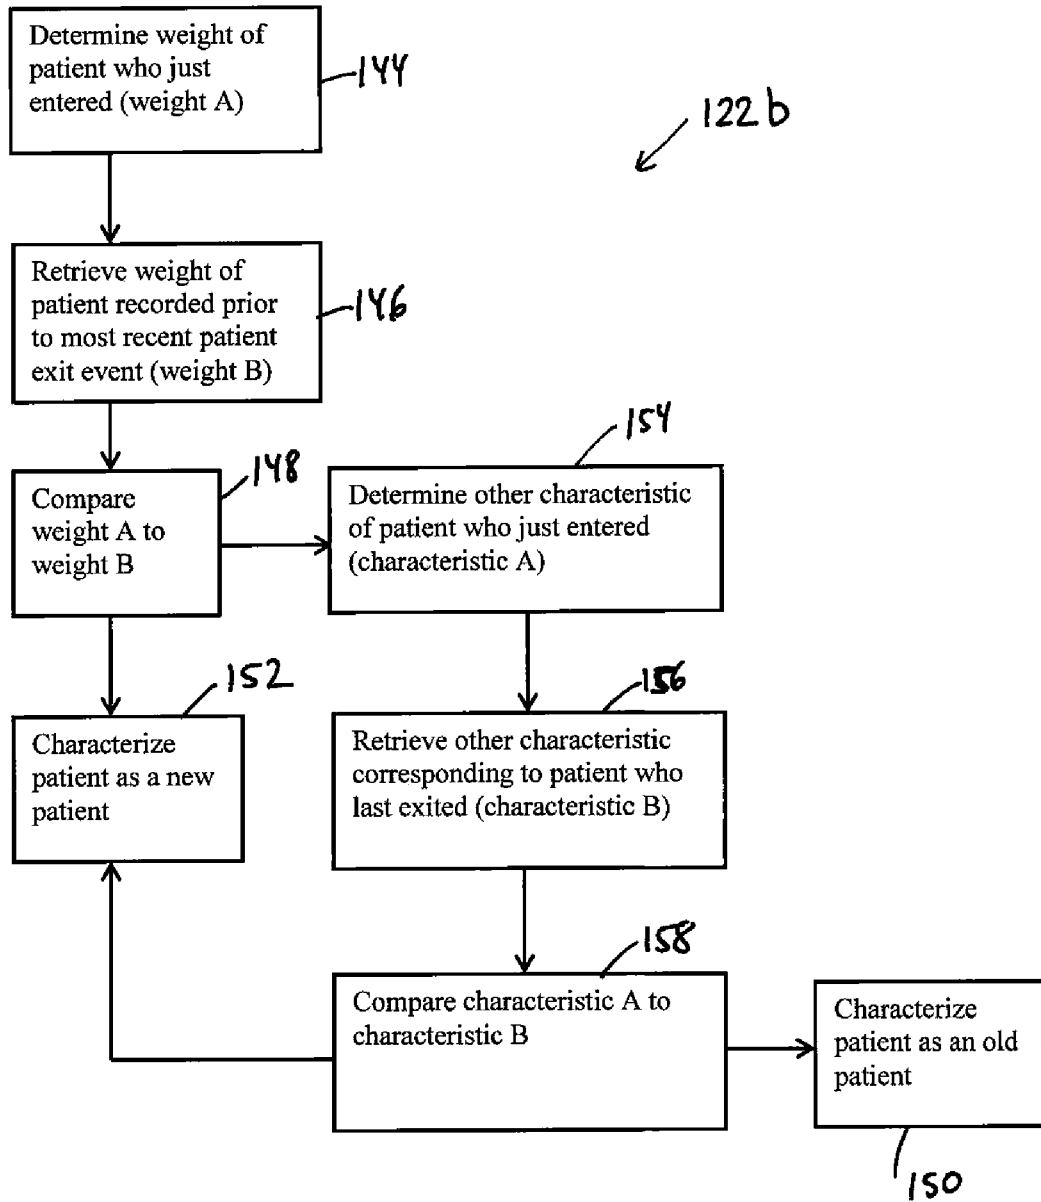 Determine weight of
patient who just
entered (weight A)
144
122b
Retrieve weight of
patient recorded prior
to most recent patient
exit event (weight B)
146
Compare
weight A to
weight B
148
154
Determine other characteristic
of patient who just entered
(characteristic A)
152
Characterize
patient as a new
patient
156
Retrieve other characteristic
corresponding to patient who
last exited (characteristic B)
158
Compare characteristic A to
characteristic B
Characterize
patient as an old
patient
150